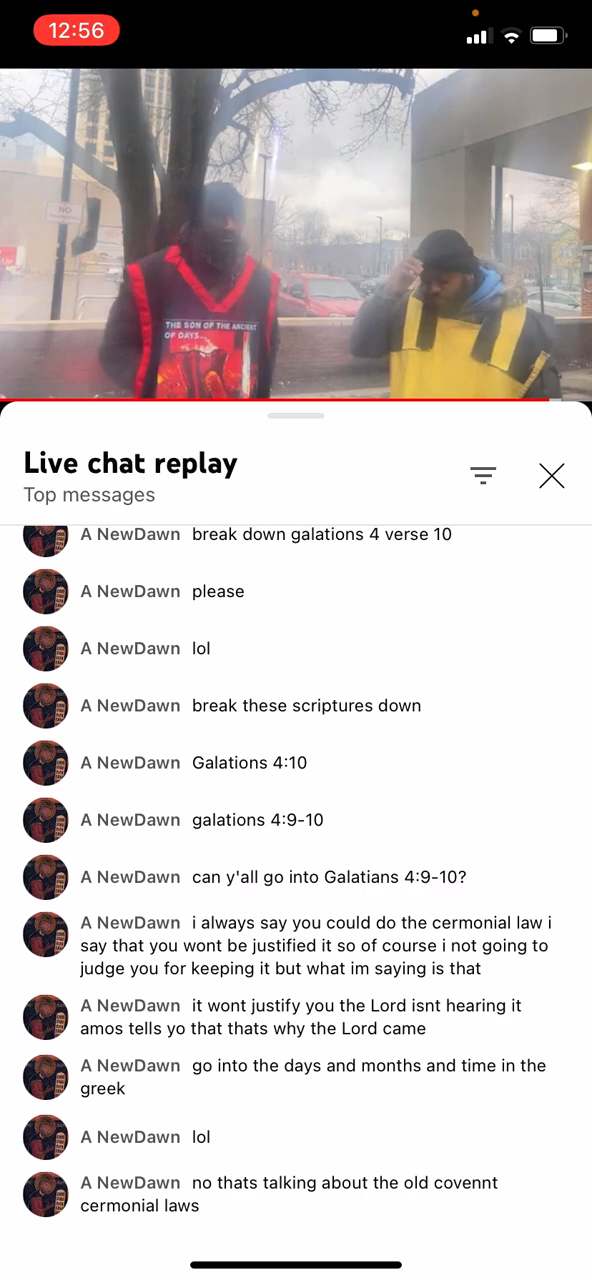 12:56
NO
THE SON OF THE ANCIENT
OF DAYS
Live chat replay
Top messages
A NewDawn break down galations 4 verse 10
A NewDawn please
A NewDawn lol
A NewDawn break these scriptures down
A NewDawn Galations 4:10
A NewDawn galations 4:9-10
A NewDawn can y'all go into Galatians 4:9-10?
A NewDawn i always say you could do the cermonial law i
say that you wont be justified it so of course i not going to
judge you for keeping it but what im saying is that
A NewDawn it wont justify you the Lord isnt hearing it
amos tells yo that thats why the Lord came
A NewDawn go into the days and months and time in the
greek
A NewDawn lol
A NewDawn no thats talking about the old covennt
cermonial laws